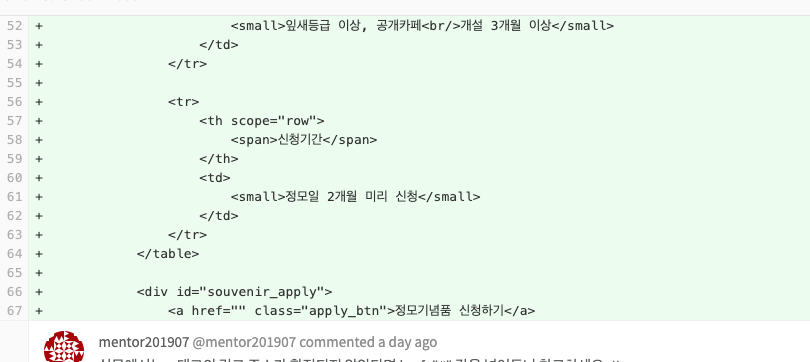 52 + <small>잎새등급 이상, 공개카페<br/>개설 3개월 이상</small>
53 + </td>
54 + </tr>
55 +
56 + <tr>
57 + <th scope="row">
58 + <span>신청기간</span>
59 + </th>
60 + <td>
61 + <small>정모일 2개월 미리 신청</small>
62 + </td>
63 + </tr>
64 + </table>
65 +
66 + <div id="souvenir_apply">
67 + <a href="" class="apply_btn">정모기념품 신청하기</a>
mentor201907 @mentor201907 commented a day ago